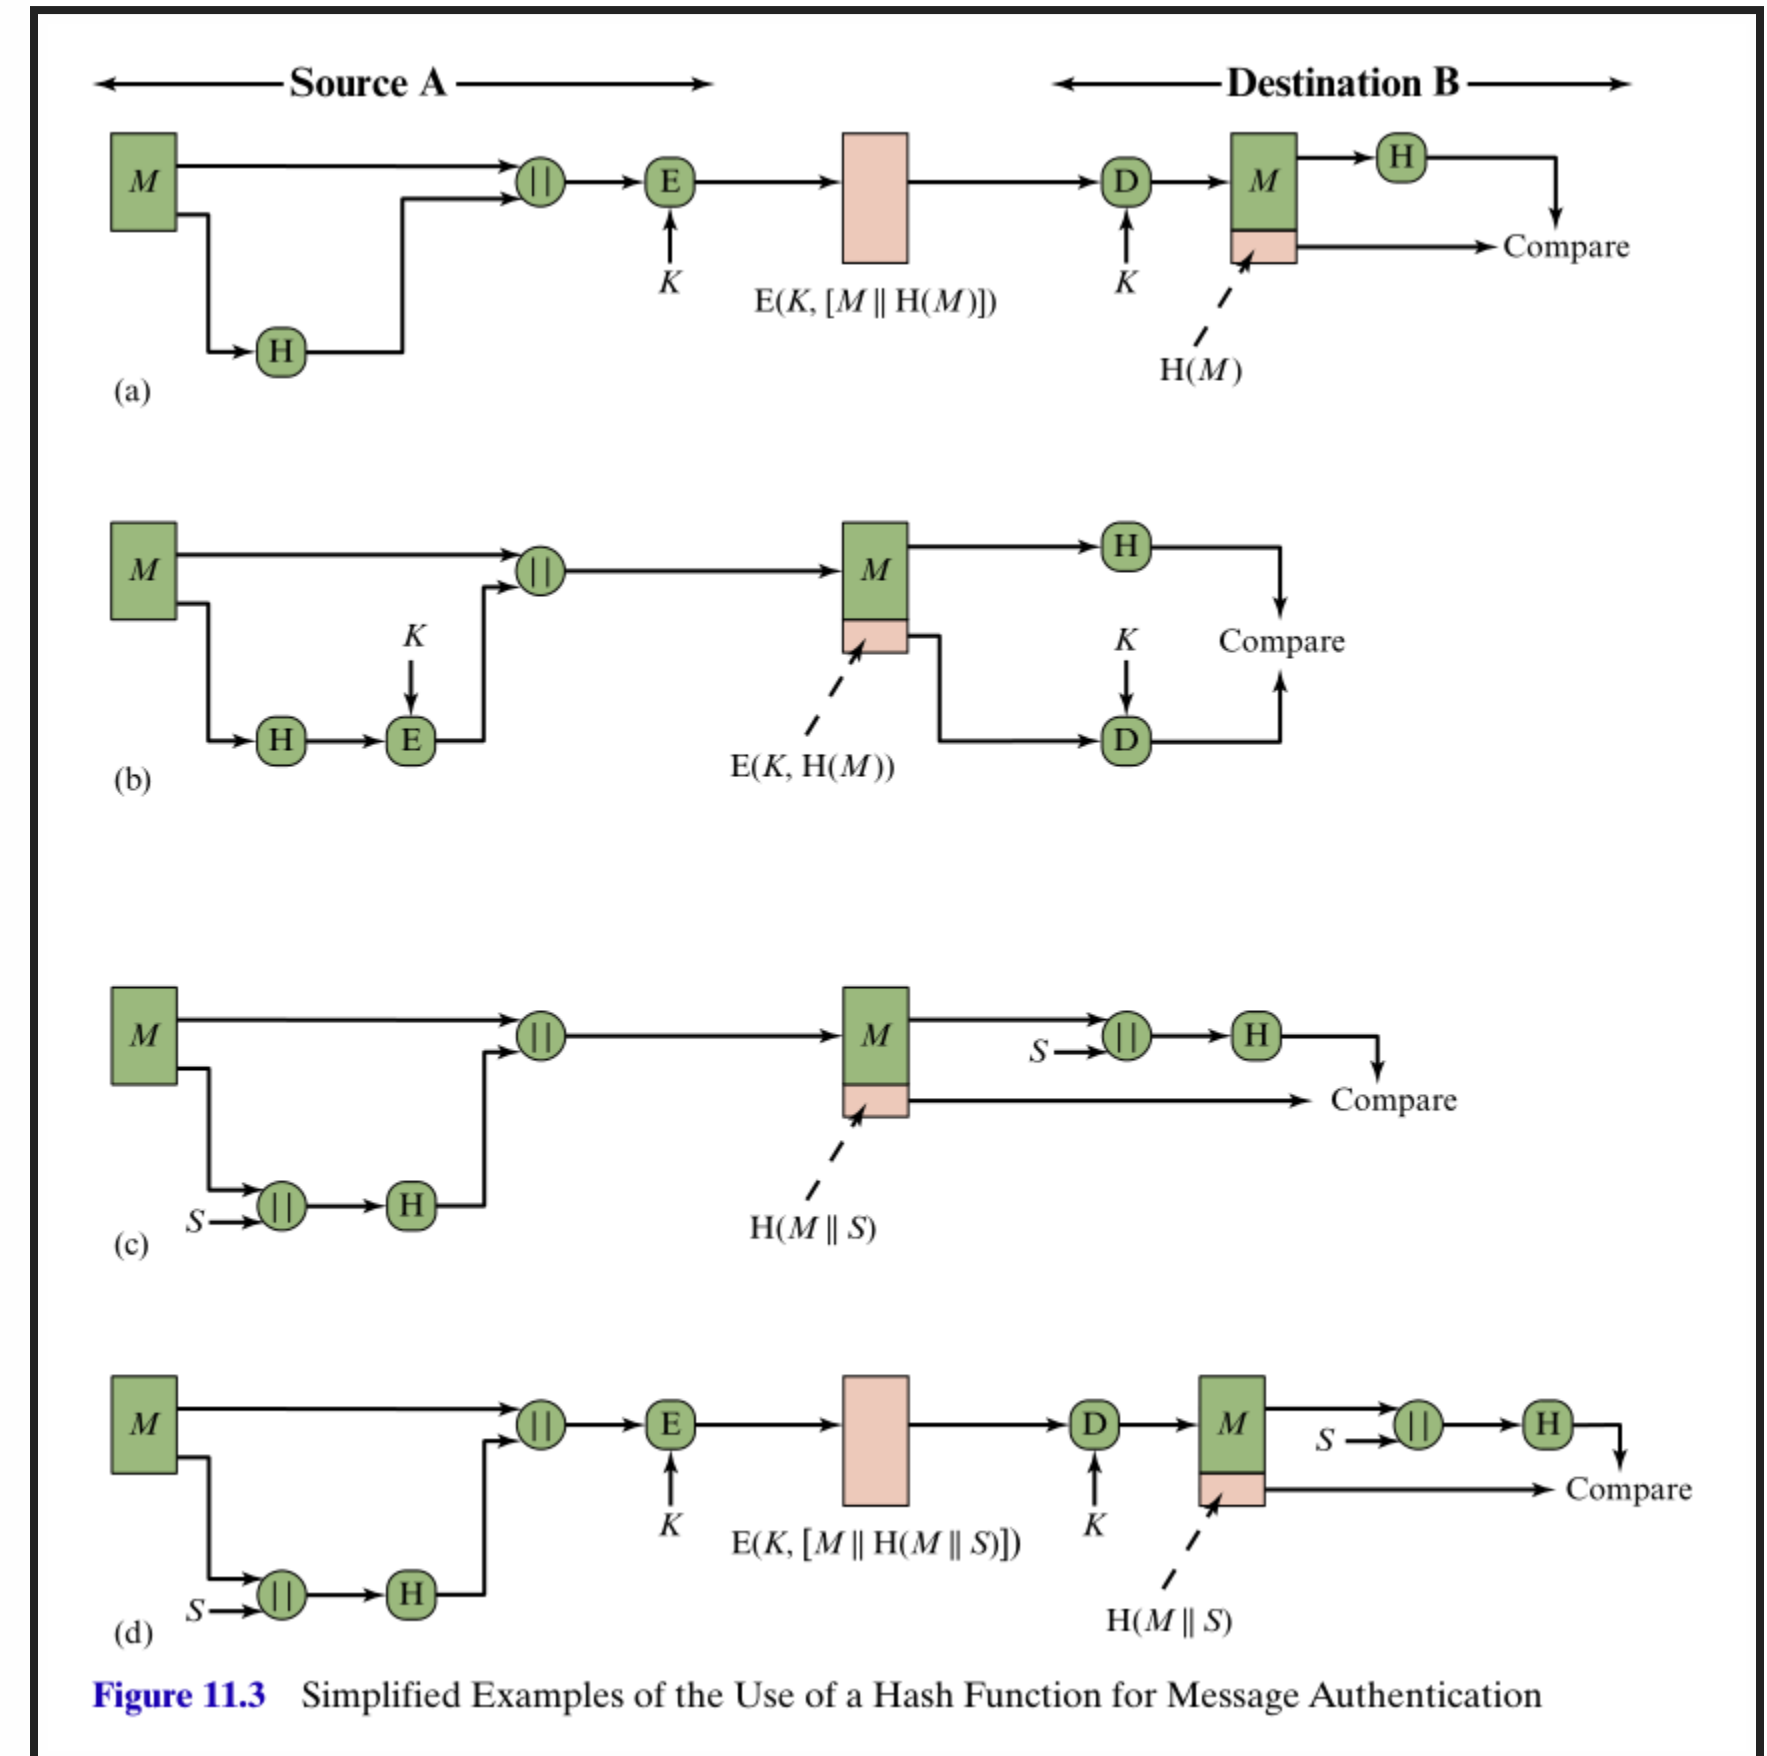 Source A Destination B
M || E D M H
K K Compare
E(K, [M || H(M)])
H H(M)
(a)
M || M H
K K Compare
H E D
E(K, H(M))
(b)
M || M || H
S
Compare
S || H
H(M || S)
(c)
M || E D M || H
S
K K Compare
E(K, [M || H(M || S)])
S || H
H(M || S)
(d)
Figure 11.3 Simplified Examples of the Use of a Hash Function for Message Authentication